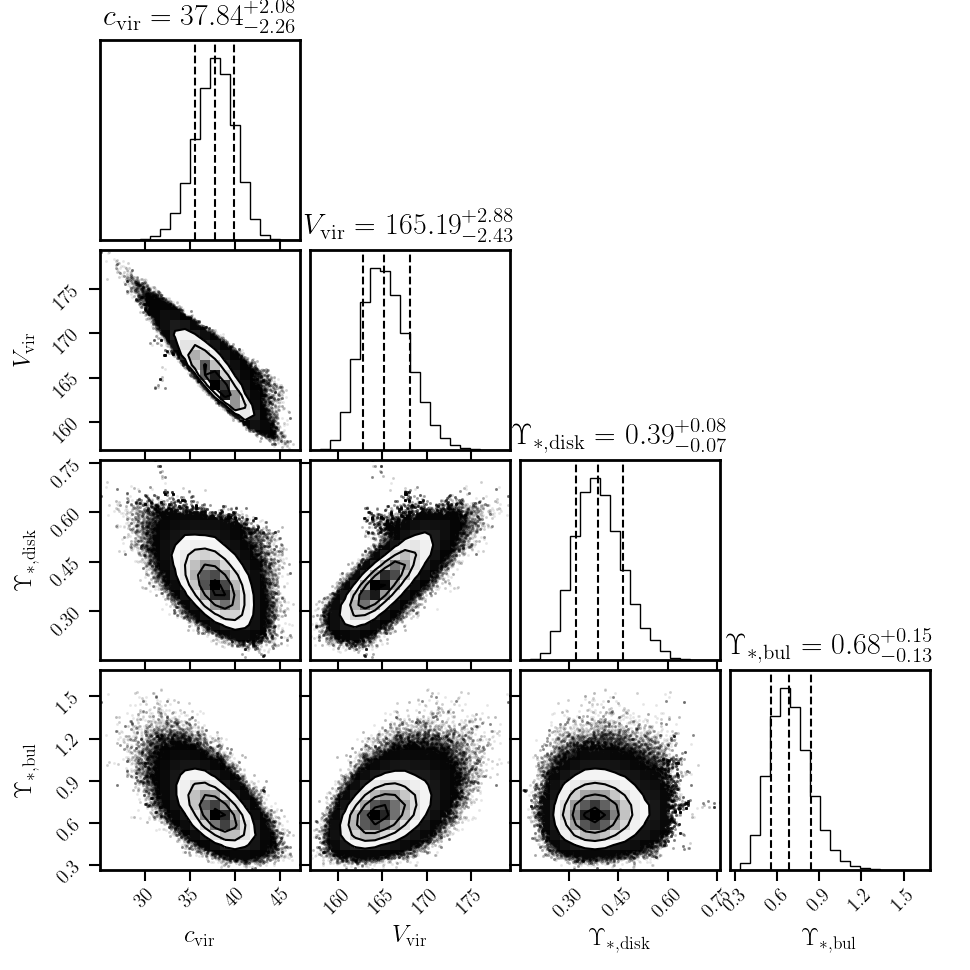 c_vir = 37.84 +2.08 −2.26
V_vir = 165.19 +2.88 −2.43
V_vir
175
170
165
160
ϒ_*,disk = 0.39 +0.08 −0.07
ϒ_*,disk
0.75
0.60
0.45
0.30
ϒ_*,bul = 0.68 +0.15 −0.13
ϒ_*,bul
1.5
1.2
0.9
0.6
0.3
30 35 40 45
160 165 170 175
0.30 0.45 0.60 0.75
0.3 0.6 0.9 1.2 1.5
c_vir
V_vir
ϒ_*,disk
ϒ_*,bul